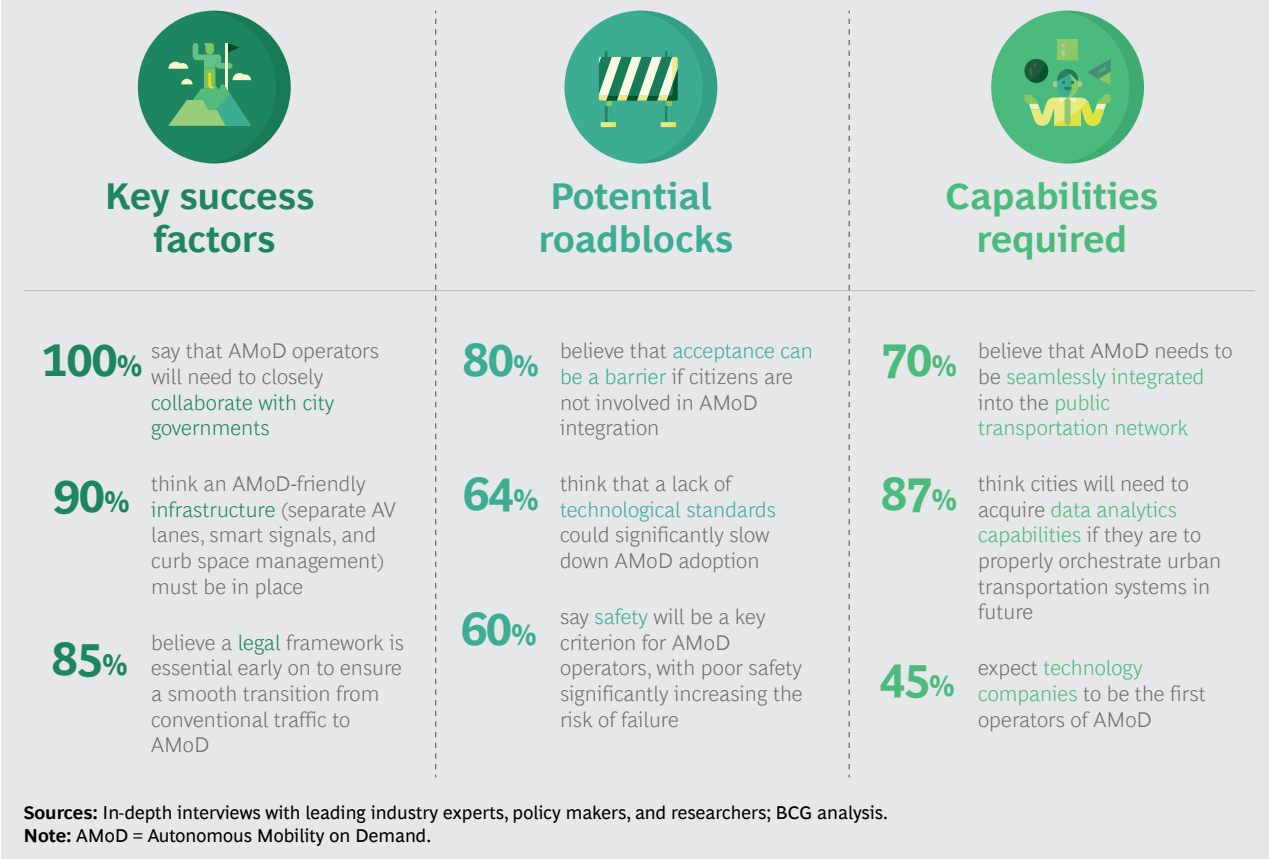 Key success
factors
100% say that AMoD operators
will need to closely
collaborate with city
governments
90% think an AMoD-friendly
infrastructure (separate AV
lanes, smart signals, and
curb space management)
must be in place
85% believe a legal framework is
essential early on to ensure
a smooth transition from
conventional traffic to
AMoD
Potential
roadblocks
80% believe that acceptance can
be a barrier if citizens are
not involved in AMoD
integration
64% think that a lack of
technological standards
could significantly slow
down AMoD adoption
60% say safety will be a key
criterion for AMoD
operators, with poor safety
significantly increasing the
risk of failure
Capabilities
required
70% believe that AMoD needs to
be seamlessly integrated
into the public
transportation network
87% think cities will need to
acquire data analytics
capabilities if they are to
properly orchestrate urban
transportation systems in
future
45% expect technology
companies to be the first
operators of AMoD
Sources: In-depth interviews with leading industry experts, policy makers, and researchers; BCG analysis.
Note: AMoD = Autonomous Mobility on Demand.